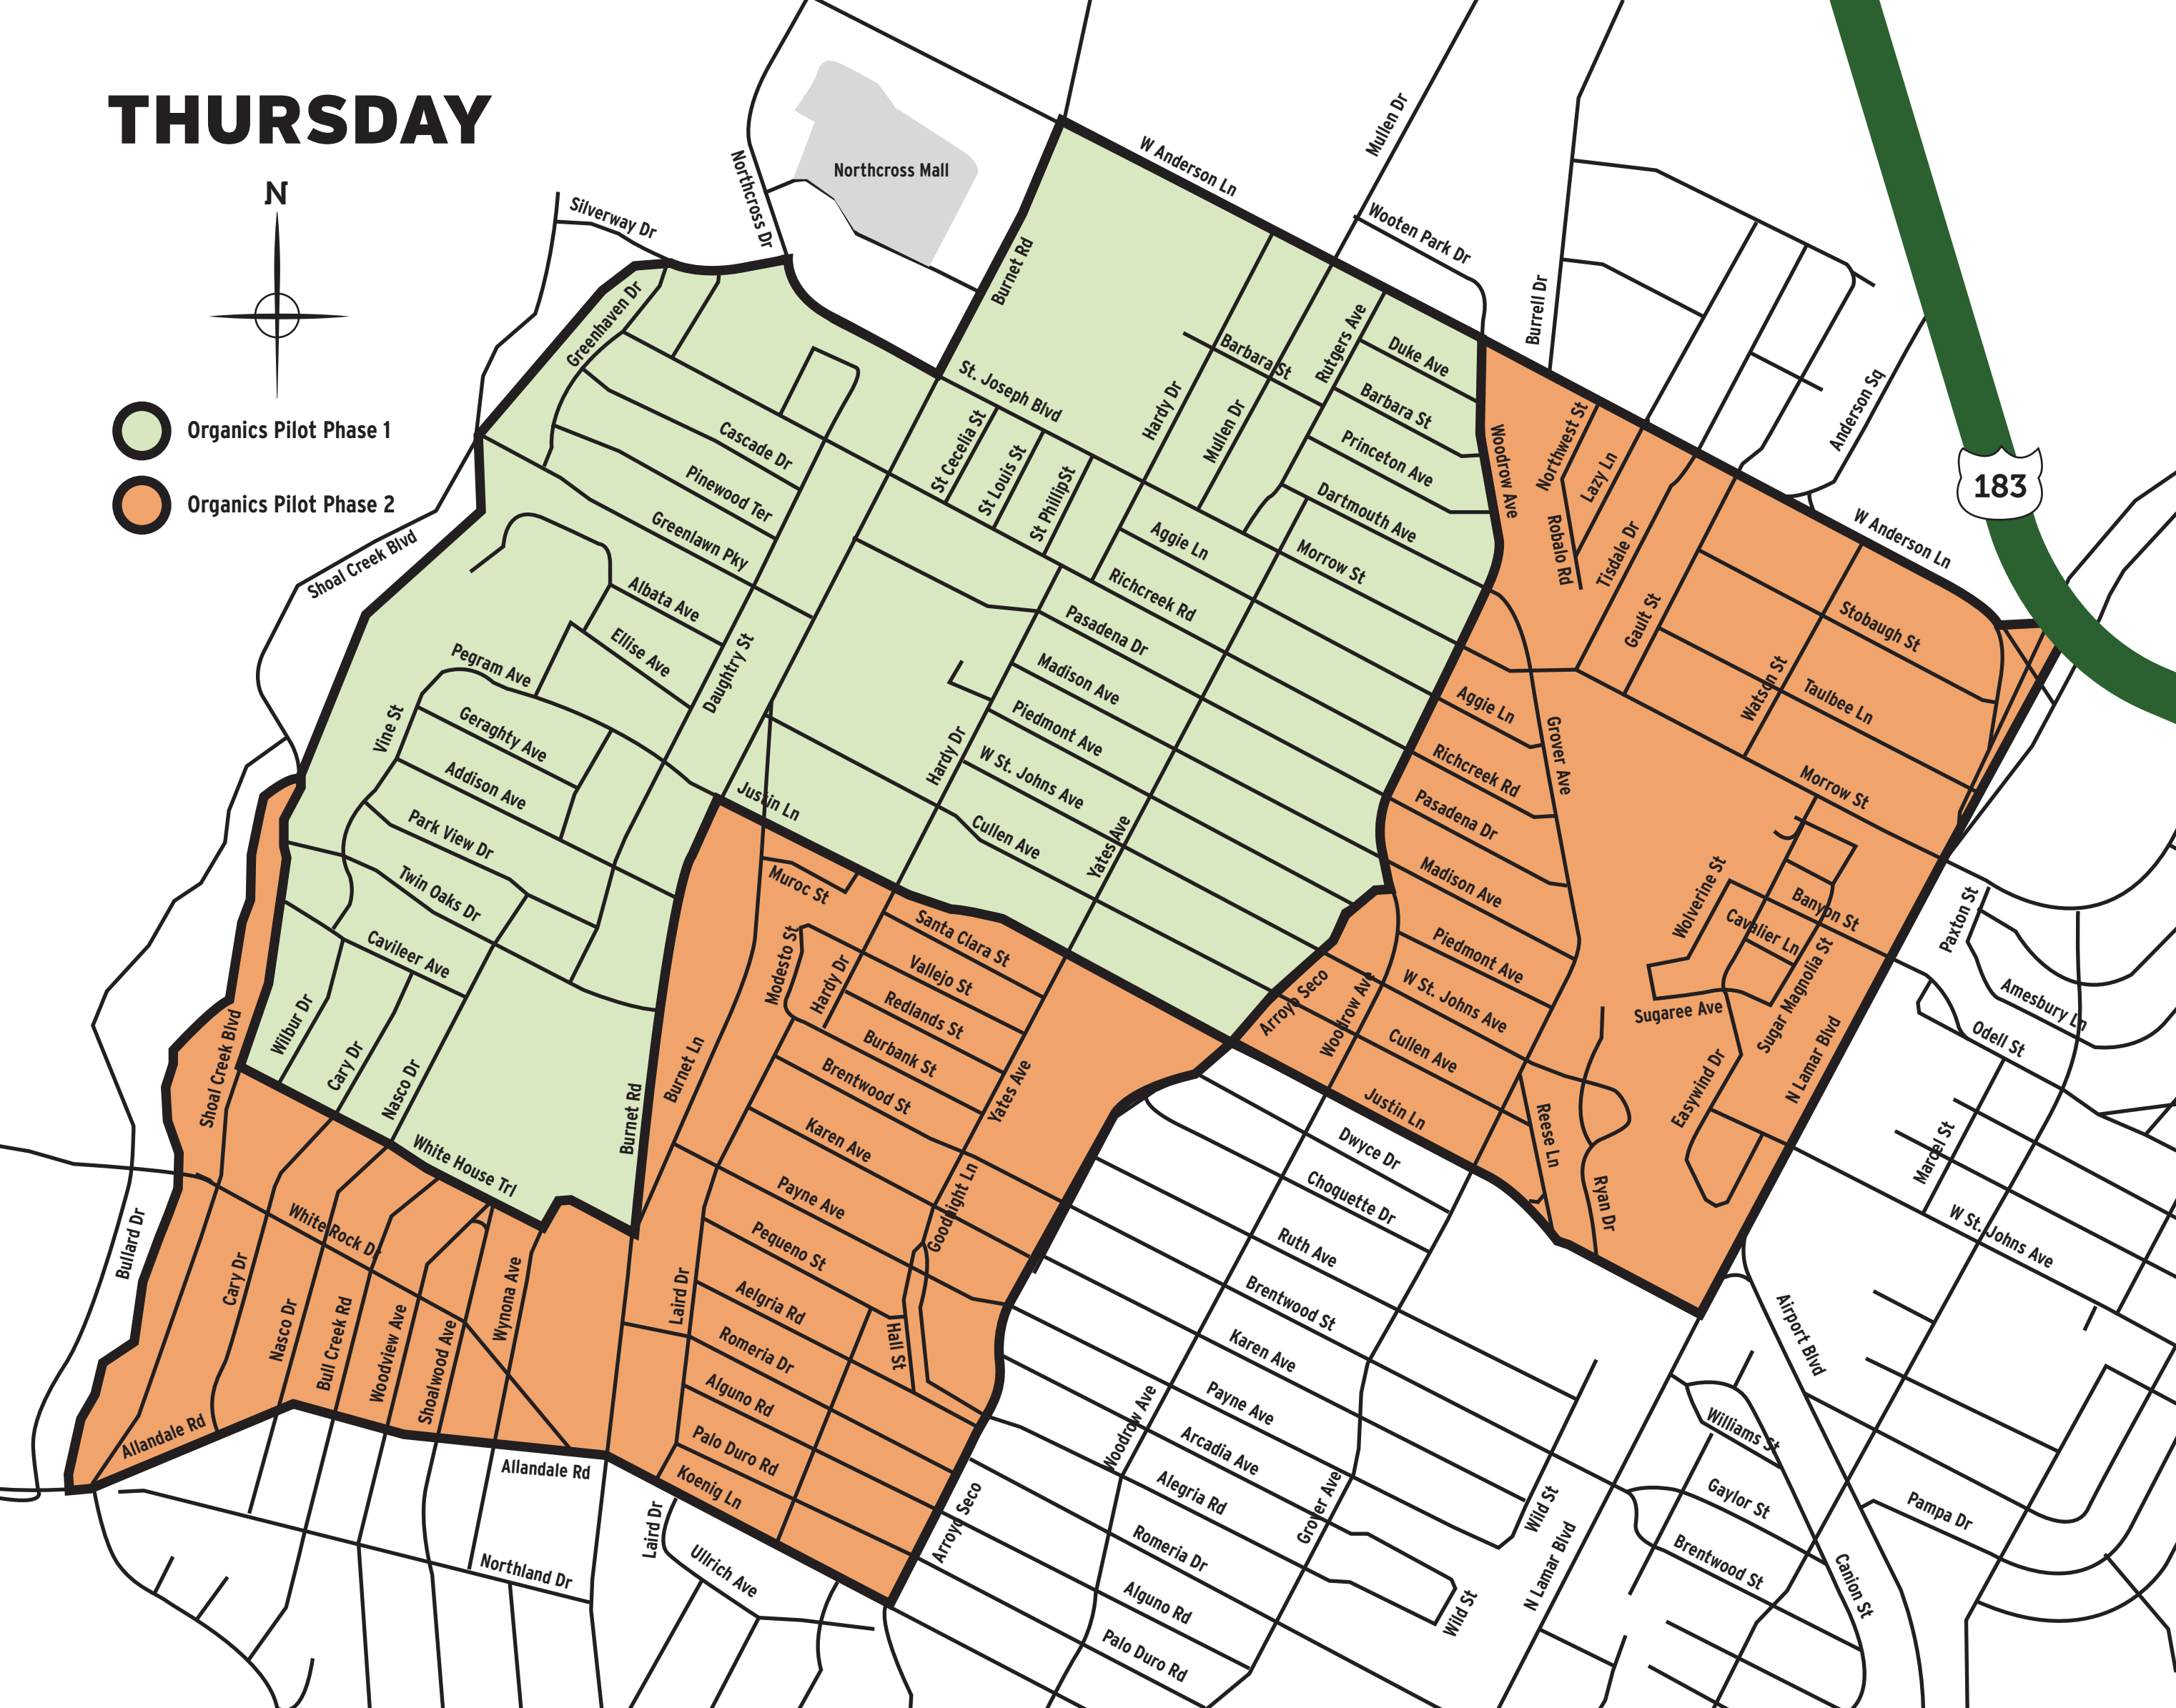 THURSDAY
N
Organics Pilot Phase 1
Organics Pilot Phase 2
Northcross Mall
Silverway Dr
Northcross Dr
W Anderson Ln
Mullen Dr
Wooten Park Dr
Burrell Dr
Anderson Sq
183
W Anderson Ln
Burnet Rd
Greenhaven Dr
St. Joseph Blvd
Hardy Dr
Mullen Dr
Barbara St
Rutgers Ave
Duke Ave
Barbara St
Princeton Ave
Dartmouth Ave
Morrow St
Woodrow Ave
Northwest St
Lazy Ln
Robalo Rd
Tisdale Dr
Gault St
Watson St
Stobaugh St
Taulbee Ln
Morrow St
Cascade Dr
Pinewood Ter
Greenlawn Pky
St Cecelia St
St Louis St
St PhillipSt
Aggie Ln
Richcreek Rd
Pasadena Dr
Madison Ave
Piedmont Ave
W St. Johns Ave
Cullen Ave
Hardy Dr
Yates Ave
Shoal Creek Blvd
Albata Ave
Ellise Ave
Daughtry St
Pegram Ave
Vine St
Geraghty Ave
Addison Ave
Park View Dr
Twin Oaks Dr
Cavileer Ave
Justin Ln
Wilbur Dr
Cary Dr
Nasco Dr
White House Trl
Burnet Rd
Burnet Ln
Shoal Creek Blvd
Aggie Ln
Grover Ave
Richcreek Rd
Pasadena Dr
Madison Ave
Piedmont Ave
W St. Johns Ave
Cullen Ave
Justin Ln
Arroyo Seco
Woodrow Ave
Reese Ln
Ryan Dr
Wolverine St
Banyon St
Cavalier Ln
Sugar Magnolia St
Sugaree Ave
Easywind Dr
N Lamar Blvd
Paxton St
Amesbury Ln
Odell St
Marcel St
W St. Johns Ave
Airport Blvd
Muroc St
Modesto St
Hardy Dr
Santa Clara St
Vallejo St
Redlands St
Burbank St
Brentwood St
Yates Ave
Karen Ave
Goodnight Ln
Payne Ave
Pequeno St
Aelgria Rd
Hall St
Laird Dr
Romeria Dr
Alguno Rd
Palo Duro Rd
Koenig Ln
Bullard Dr
White Rock Dr
Cary Dr
Nasco Dr
Bull Creek Rd
Woodview Ave
Shoalwood Ave
Wynona Ave
Allandale Rd
Allandale Rd
Northland Dr
Laird Dr
Ullrich Ave
Arroyo Seco
Dwyce Dr
Choquette Dr
Ruth Ave
Brentwood St
Karen Ave
Payne Ave
Arcadia Ave
Alegria Rd
Romeria Dr
Alguno Rd
Palo Duro Rd
Woodrow Ave
Grover Ave
Wild St
Wild St
N Lamar Blvd
Williams St
Gaylor St
Brentwood St
Canion St
Pampa Dr